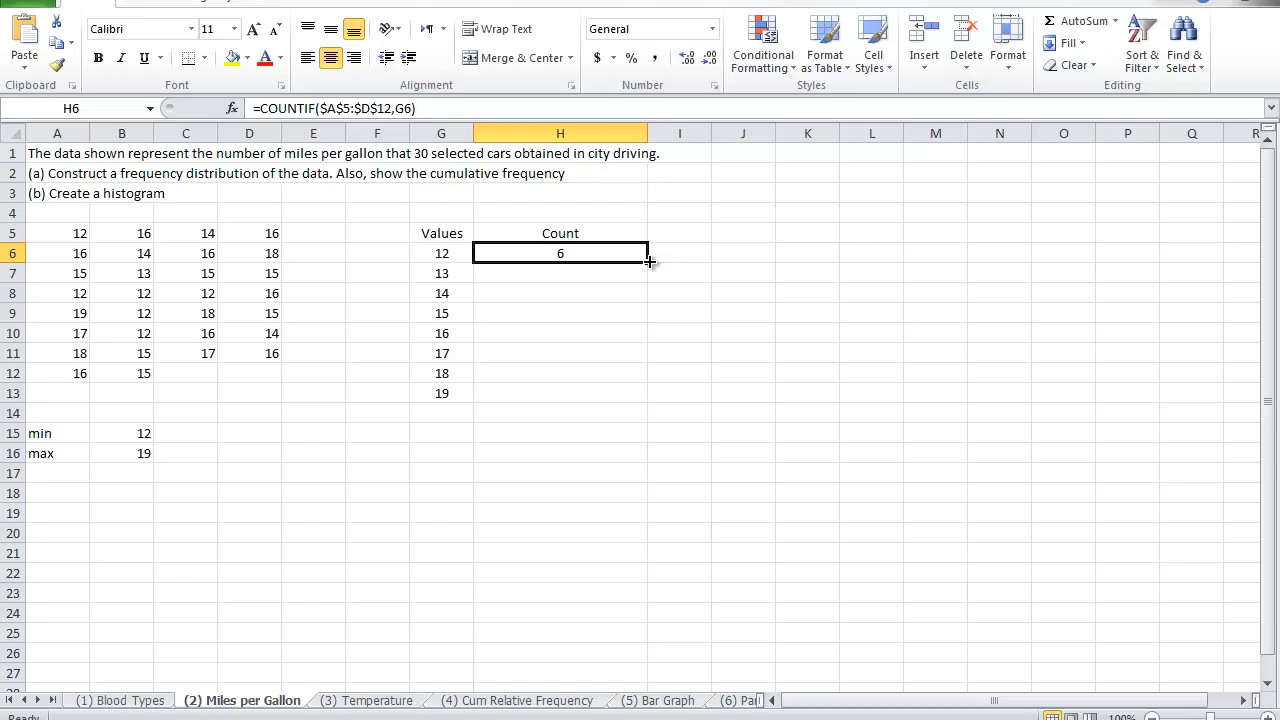 Calibri 11 A A Wrap Text General Σ AutoSum
Paste B I U A Merge & Center $ % , Conditional Formatting Format as Table Cell Styles Insert Delete Format Fill Clear Sort & Filter Find & Select
Clipboard Font Alignment Number Styles Cells Editing
H6 fx =COUNTIF($A$5:$D$12,G6)
A B C D E F G H I J K L M N O P Q R
1 The data shown represent the number of miles per gallon that 30 selected cars obtained in city driving.
2 (a) Construct a frequency distribution of the data. Also, show the cumulative frequency
3 (b) Create a histogram
4
5 12 16 14 16 Values Count
6 16 14 16 18 12 6
7 15 13 15 15 13
8 12 12 12 16 14
9 19 12 18 15 15
10 17 12 16 14 16
11 18 15 17 16 17
12 16 15 18
13 19
14
15 min 12
16 max 19
17
18
19
20
21
22
23
24
25
26
27
(1) Blood Types (2) Miles per Gallon (3) Temperature (4) Cum Relative Frequency (5) Bar Graph (6) Pa
Ready 100%